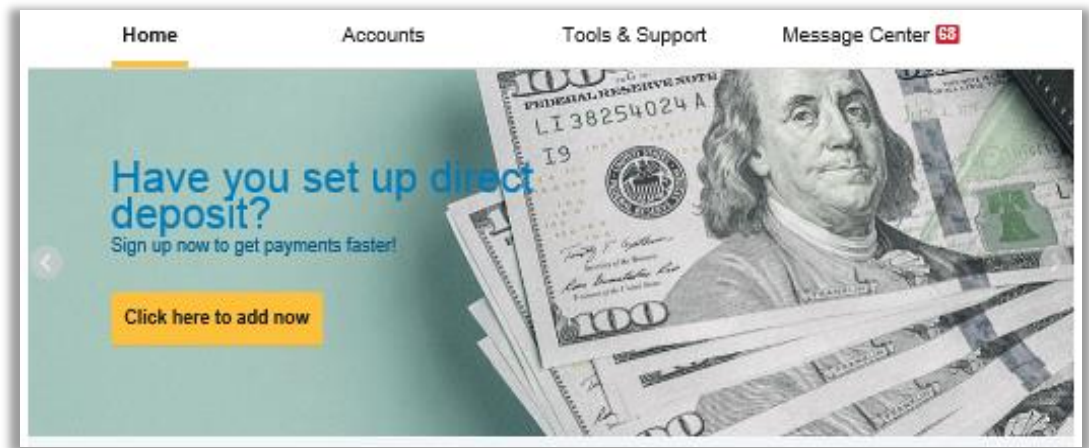 Home Accounts Tools & Support Message Center 68
Have you set up direct
deposit?
Sign up now to get payments faster!
Click here to add now
100
FEDERAL RESERVE NOTE
LI 38254024 A
I9
FRANKLIN
100